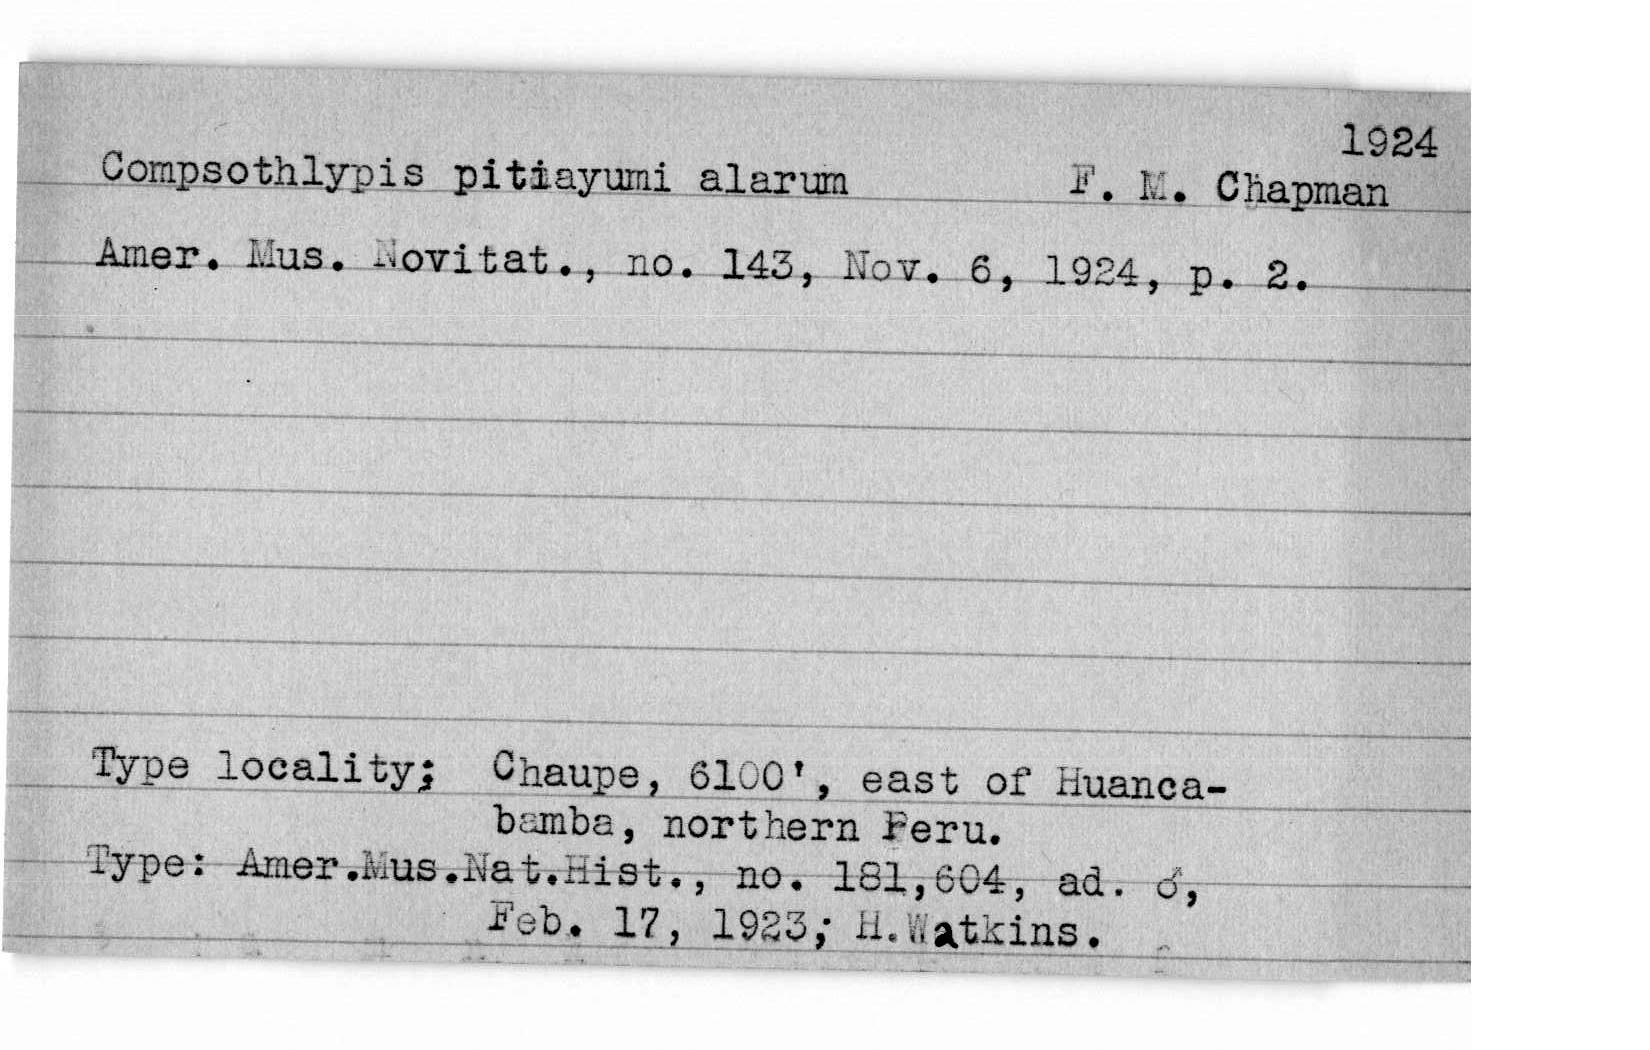 1924
Compsothlypis pitiayumi alarum F. M. Chapman
Amer. Mus. Novitat., no. 143, Nov. 6, 1924, p. 2.
Type locality; Chaupe, 6100', east of Huanca-
bamba, northern Peru.
Type: Amer.Mus.Nat.Hist., no. 181,604, ad. ♂,
Feb. 17, 1923; H.Watkins.